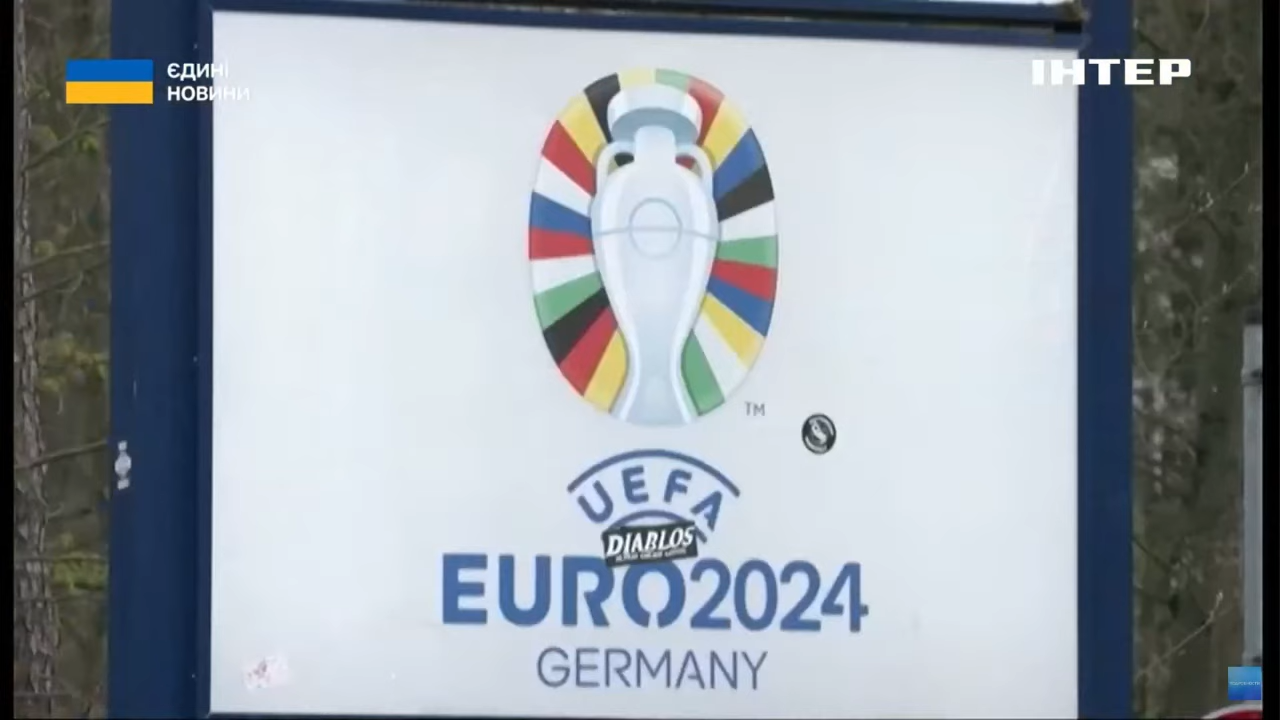 ЄДИНІ
НОВИНИ
ІНТЕР
TM
UEFA
DIABLOS
EURO2024
GERMANY